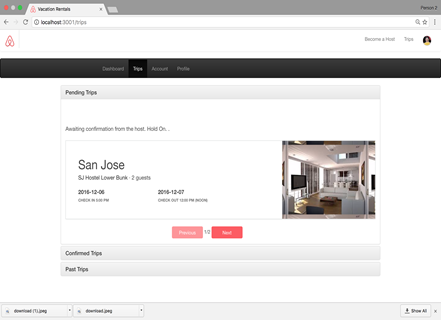 Vacation Rentals
Person 2
localhost:3001/trips
Become a Host Trips
Dashboard Trips Account Profile
Pending Trips
Awaiting confirmation from the host. Hold On. .
San Jose
SJ Hostel Lower Bunk - 2 guests
2016-12-06 2016-12-07
CHECK IN 3:00 PM CHECK OUT 12:00 PM (NOON)
Previous 1/2 Next
Confirmed Trips
Past Trips
download (1).jpeg download.jpeg Show All